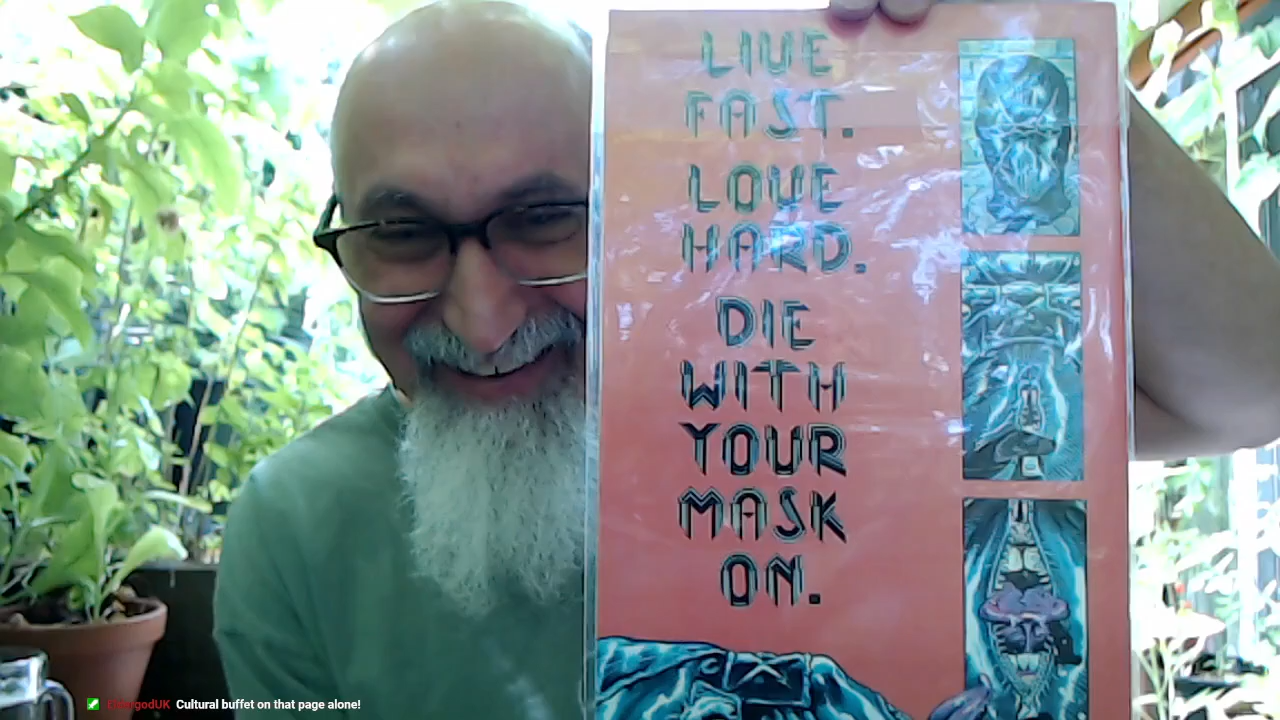 LIVE
FAST.
LOVE
HARD.
DIE
WITH
YOUR
MASK
ON.
Cultural buffet on that page alone!